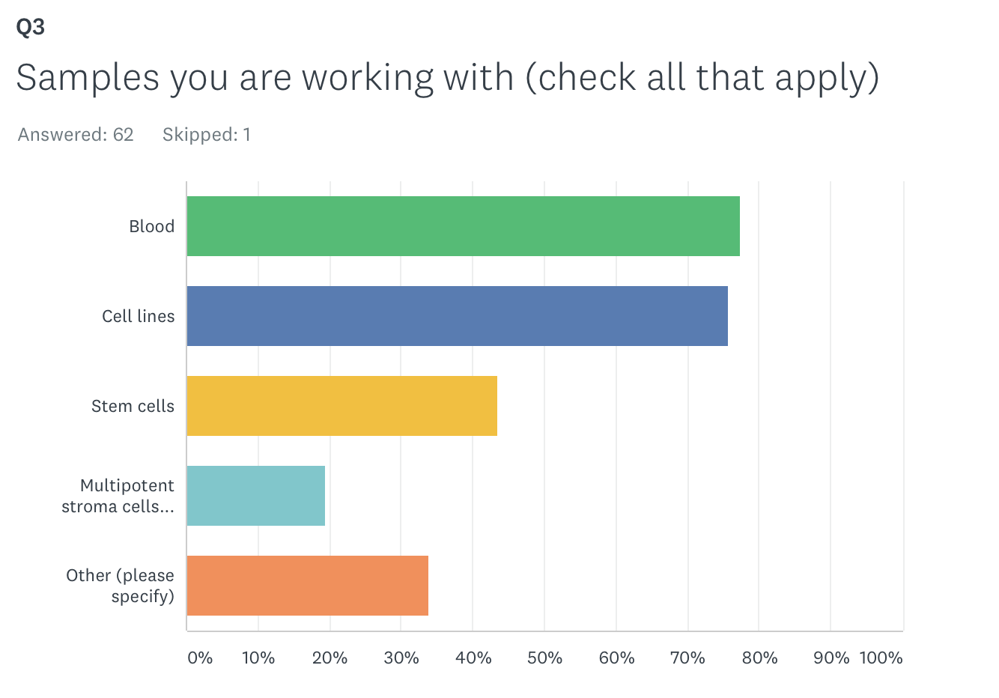 Q3
Samples you are working with (check all that apply)
Answered: 62 Skipped: 1
Blood
Cell lines
Stem cells
Multipotent
stroma cells...
Other (please
specify)
0% 10% 20% 30% 40% 50% 60% 70% 80% 90% 100%